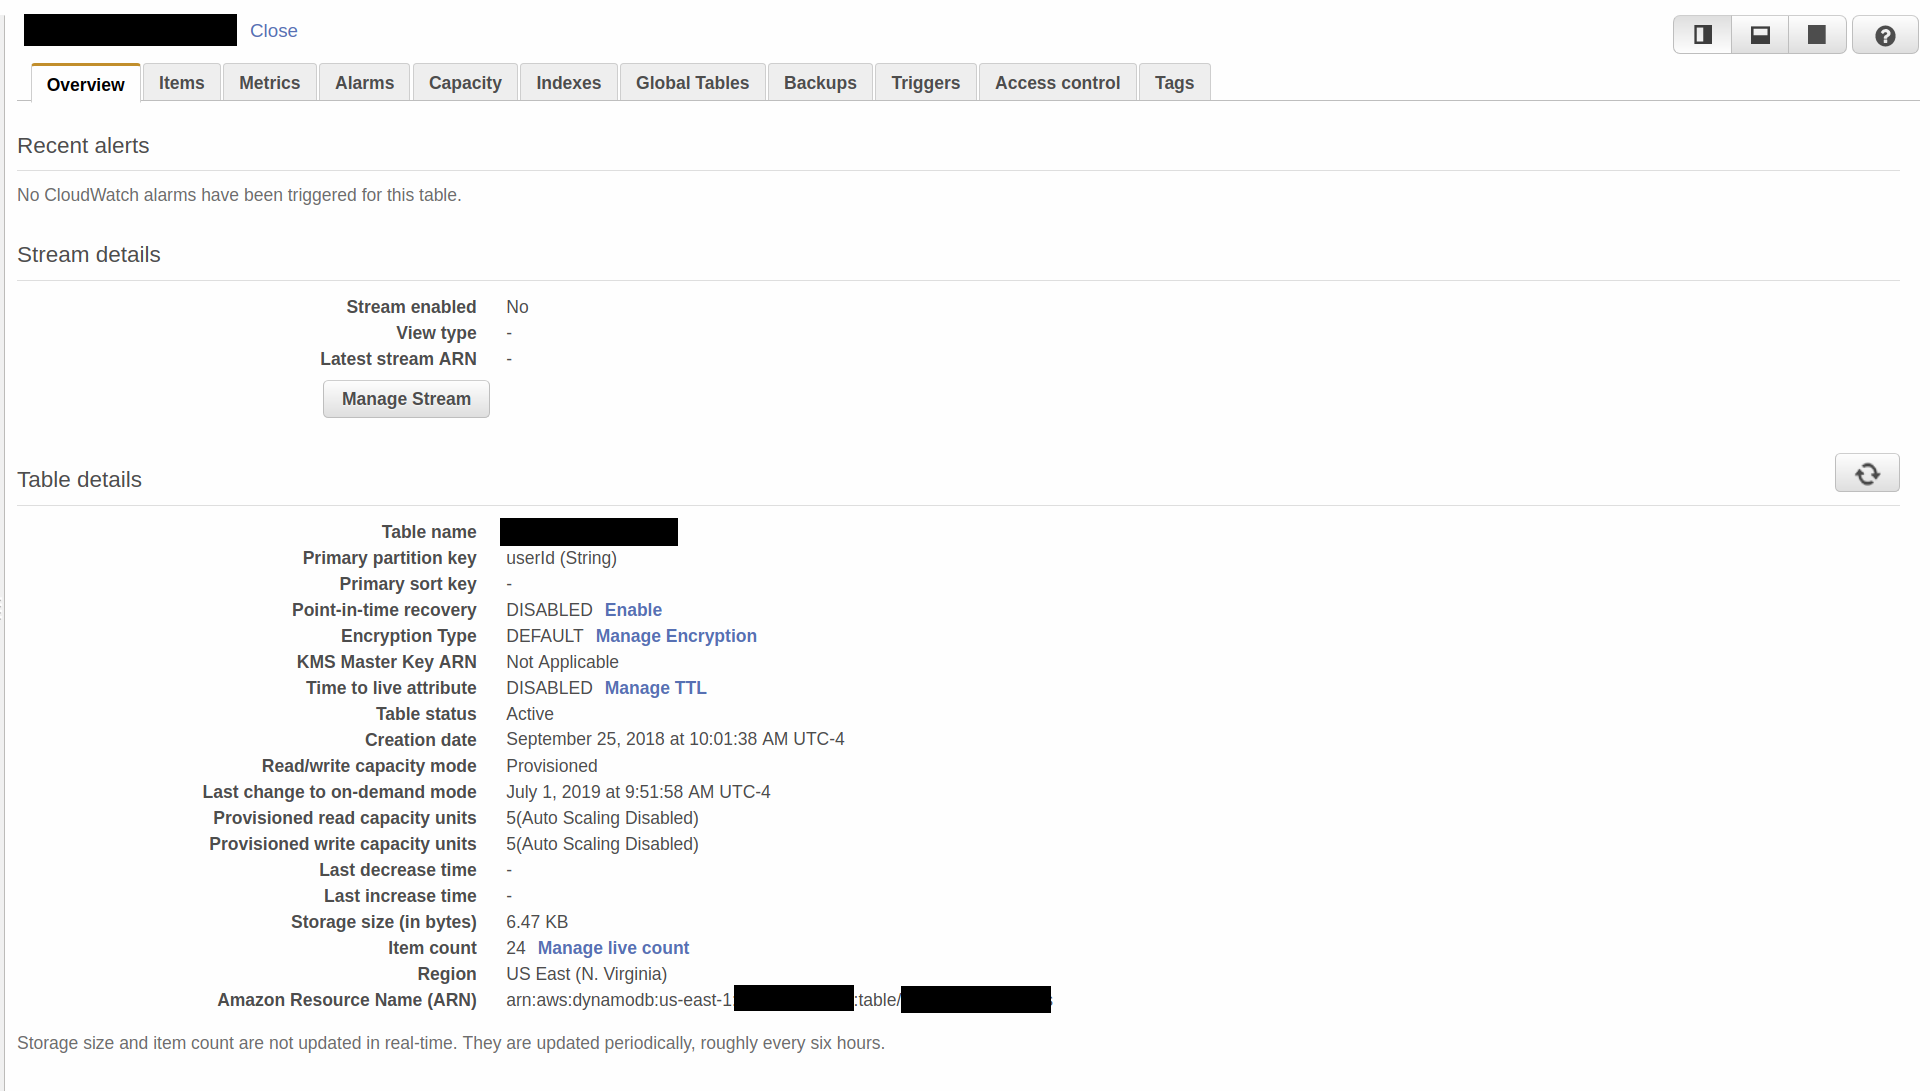 Close
Overview Items Metrics Alarms Capacity Indexes Global Tables Backups Triggers Access control Tags
Recent alerts
No CloudWatch alarms have been triggered for this table.
Stream details
Stream enabled No
View type -
Latest stream ARN -
Manage Stream
Table details
Table name
Primary partition key userId (String)
Primary sort key -
Point-in-time recovery DISABLED Enable
Encryption Type DEFAULT Manage Encryption
KMS Master Key ARN Not Applicable
Time to live attribute DISABLED Manage TTL
Table status Active
Creation date September 25, 2018 at 10:01:38 AM UTC-4
Read/write capacity mode Provisioned
Last change to on-demand mode July 1, 2019 at 9:51:58 AM UTC-4
Provisioned read capacity units 5(Auto Scaling Disabled)
Provisioned write capacity units 5(Auto Scaling Disabled)
Last decrease time -
Last increase time -
Storage size (in bytes) 6.47 KB
Item count 24 Manage live count
Region US East (N. Virginia)
Amazon Resource Name (ARN) arn:aws:dynamodb:us-east-1: :table/
Storage size and item count are not updated in real-time. They are updated periodically, roughly every six hours.